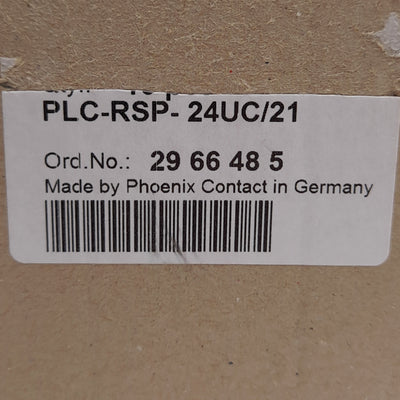 PLC-RSP- 24UC/21
Ord.No.: 29 66 48 5
Made by Phoenix Contact in Germany